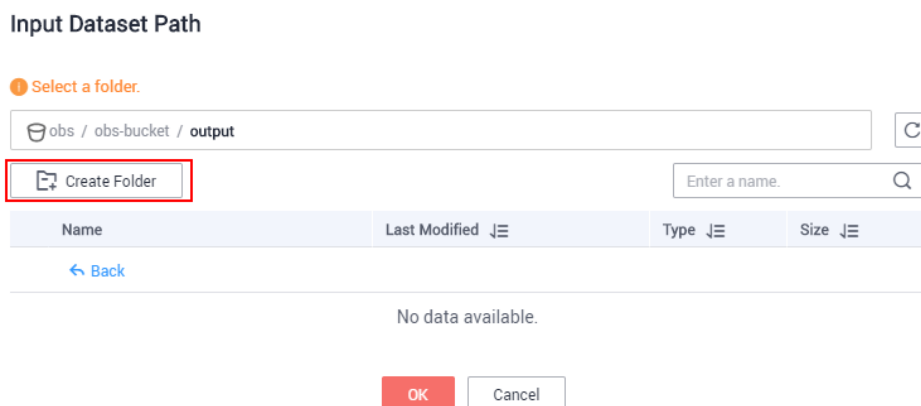 Input Dataset Path
Select a folder.
obs / obs-bucket / output
Create Folder
Enter a name.
Name Last Modified Type Size
Back
No data available.
OK Cancel